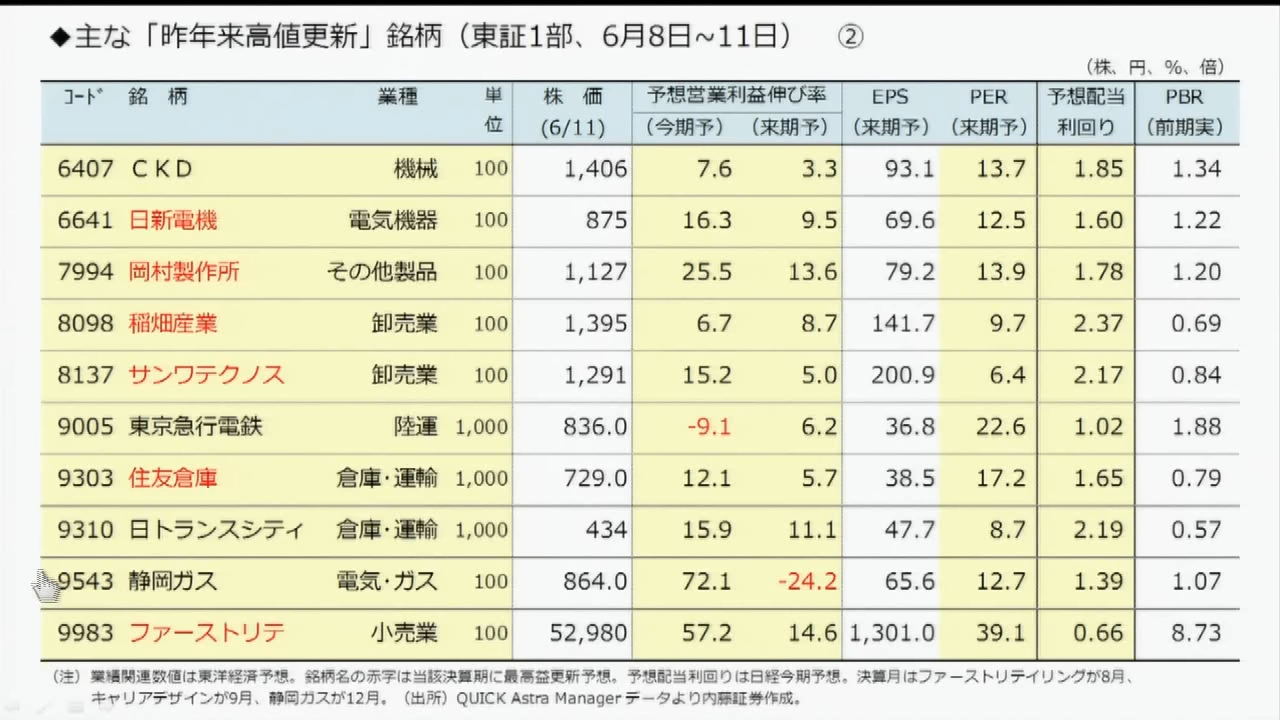 ◆主な「昨年来高値更新」銘柄（東証1部、6月8日~11日） ②
（株、円、%、倍）
ｺｰﾄﾞ 銘 柄 業種 単位 株 価 (6/11) 予想営業利益伸び率 （今期予） （来期予） EPS （来期予） PER （来期予） 予想配当利回り PBR （前期実）
6407 ＣＫＤ 機械 100 1,406 7.6 3.3 93.1 13.7 1.85 1.34
6641 日新電機 電気機器 100 875 16.3 9.5 69.6 12.5 1.60 1.22
7994 岡村製作所 その他製品 100 1,127 25.5 13.6 79.2 13.9 1.78 1.20
8098 稲畑産業 卸売業 100 1,395 6.7 8.7 141.7 9.7 2.37 0.69
8137 サンワテクノス 卸売業 100 1,291 15.2 5.0 200.9 6.4 2.17 0.84
9005 東京急行電鉄 陸運 1,000 836.0 -9.1 6.2 36.8 22.6 1.02 1.88
9303 住友倉庫 倉庫･運輸 1,000 729.0 12.1 5.7 38.5 17.2 1.65 0.79
9310 日トランスシティ 倉庫･運輸 1,000 434 15.9 11.1 47.7 8.7 2.19 0.57
9543 静岡ガス 電気･ガス 100 864.0 72.1 -24.2 65.6 12.7 1.39 1.07
9983 ファーストリテ 小売業 100 52,980 57.2 14.6 1,301.0 39.1 0.66 8.73
（注）業績関連数値は東洋経済予想。銘柄名の赤字は当該決算期に最高益更新予想。予想配当利回りは日経今期予想。決算月はファーストリテイリングが8月、
キャリアデザインが9月、静岡ガスが12月。（出所）QUICK Astra Manager データより内藤証券作成。